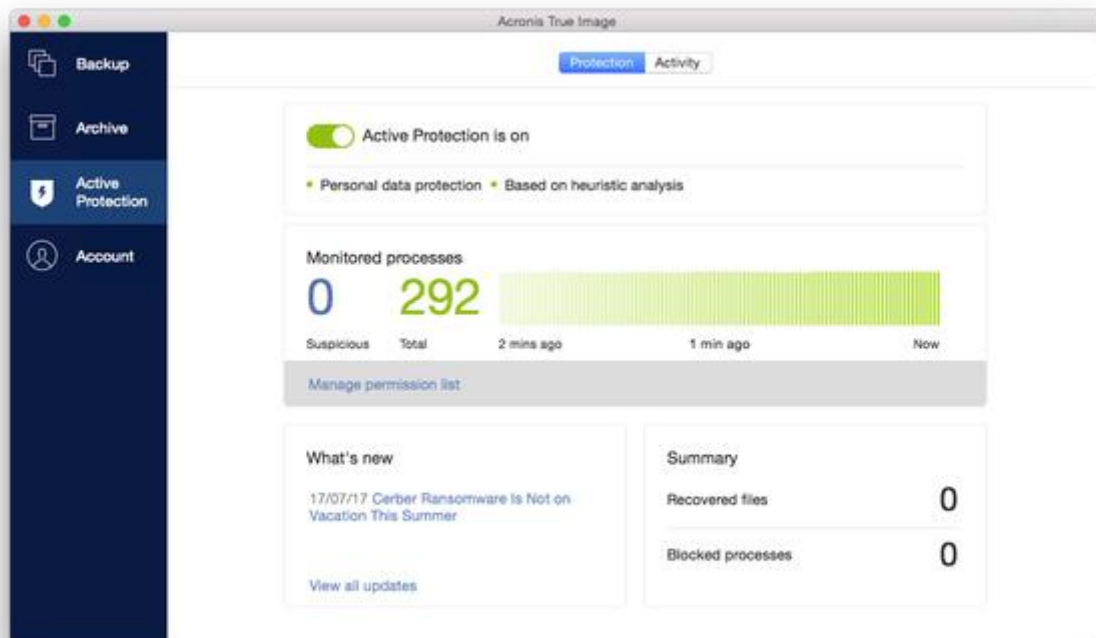 Acronis True Image
Backup
Archive
Active
Protection
Account
Protection Activity
Active Protection is on
• Personal data protection • Based on heuristic analysis
Monitored processes
0 292
Suspicious Total 2 mins ago 1 min ago Now
Manage permission list
What's new
17/07/17 Cerber Ransomware Is Not on
Vacation This Summer
View all updates
Summary
Recovered files 0
Blocked processes 0